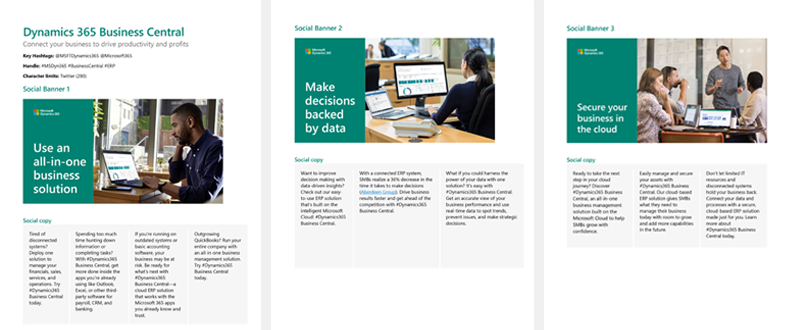 Dynamics 365 Business Central
Connect your business to drive productivity and profits
Key Hashtags: @MSFTDynamics365 @Microsoft365
Handle: #MSDyn365 #BusinessCentral #ERP
Character limits: Twitter (280)
Social Banner 1
Microsoft
Dynamics 365
Use an
all-in-one
business
solution
Social copy
Tired of
disconnected
systems?
Deploy one
solution to
manage your
financials, sales,
services, and
operations. Try
#Dynamics365
Business Central
today.
Spending too much
time hunting down
information or
completing tasks?
With #Dynamics365
Business Central, get
more done inside the
apps you're already
using like Outlook,
Excel, or other third-
party software for
payroll, CRM, and
banking.
If you're running on
outdated systems or
basic accounting
software, your
business may be at
risk. Be ready for
what's next with
#Dynamics365
Business Central—a
cloud ERP solution
that works with the
Microsoft 365 apps
you already know and
trust.
Outgrowing
QuickBooks? Run your
entire company with
an all in one business
management solution.
Try #Dynamics365
Business Central
today.
Social Banner 2
Microsoft
Dynamics 365
Make
decisions
backed
by data
Social copy
Want to improve
decision making with
data driven insights?
Check out our easy-
to-use ERP solution
that's built on the
intelligent Microsoft
Cloud: #Dynamics365
Business Central.
With a connected ERP system,
SMBs realize a 36% decrease in the
time it takes to make decisions
(Aberdeen Group). Drive business
results faster and get ahead of the
competition with #Dynamics365
Business Central.
What if you could harness the
power of your data with one
solution? It's easy with
#Dynamics365 Business Central.
Get an accurate view of your
business performance and use
real-time data to spot trends,
prevent issues, and make strategic
decisions.
Social Banner 3
Microsoft
Dynamics 365
Secure your
business in
the cloud
Social copy
Ready to take the next
step in your cloud
journey? Discover
#Dynamics365 Business
Central, an all in one
business management
solution built on the
Microsoft Cloud to help
SMBs grow with
confidence.
Easily manage and secure
your assets with
#Dynamics365 Business
Central. Our cloud-based
ERP solution gives SMBs
what they need to
manage their business
today with room to grow
and add more capabilities
in the future.
Don't let limited IT
resources and
disconnected systems
hold your business back.
Connect your data and
processes with a secure,
cloud-based ERP solution
made just for you. Learn
more about
#Dynamics365 Business
Central today.